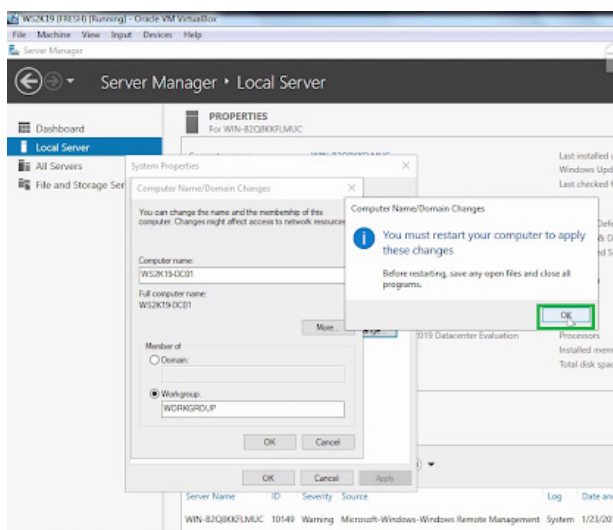 WS2K19 (FRESH) [Running] - Oracle VM VirtualBox
File Machine View Input Devices Help
Server Manager
Server Manager • Local Server
Dashboard
Local Server
All Servers
File and Storage Ser
PROPERTIES
For WIN-82Q8KKFLMUC
Last installed
Windows Upd
Last checked f
System Properties
Computer Name/Domain Changes
You can change the name and the membership of this
computer. Changes might affect access to network resource
Computer name:
WS2K19-DC01
Full computer name:
WS2K19-DC01
More...
Member of
Domain:
Workgroup:
WORKGROUP
OK Cancel
OK Cancel Apply
Computer Name/Domain Changes
You must restart your computer to apply
these changes
Before restarting, save any open files and close all
programs.
OK
2019 Datacenter Evaluation
Processors
Installed mem
Total disk spac
Server Name ID Severity Source Log Date an
WIN-82Q8KKFLMUC 10149 Warning Microsoft-Windows-Windows Remote Management System 1/23/20